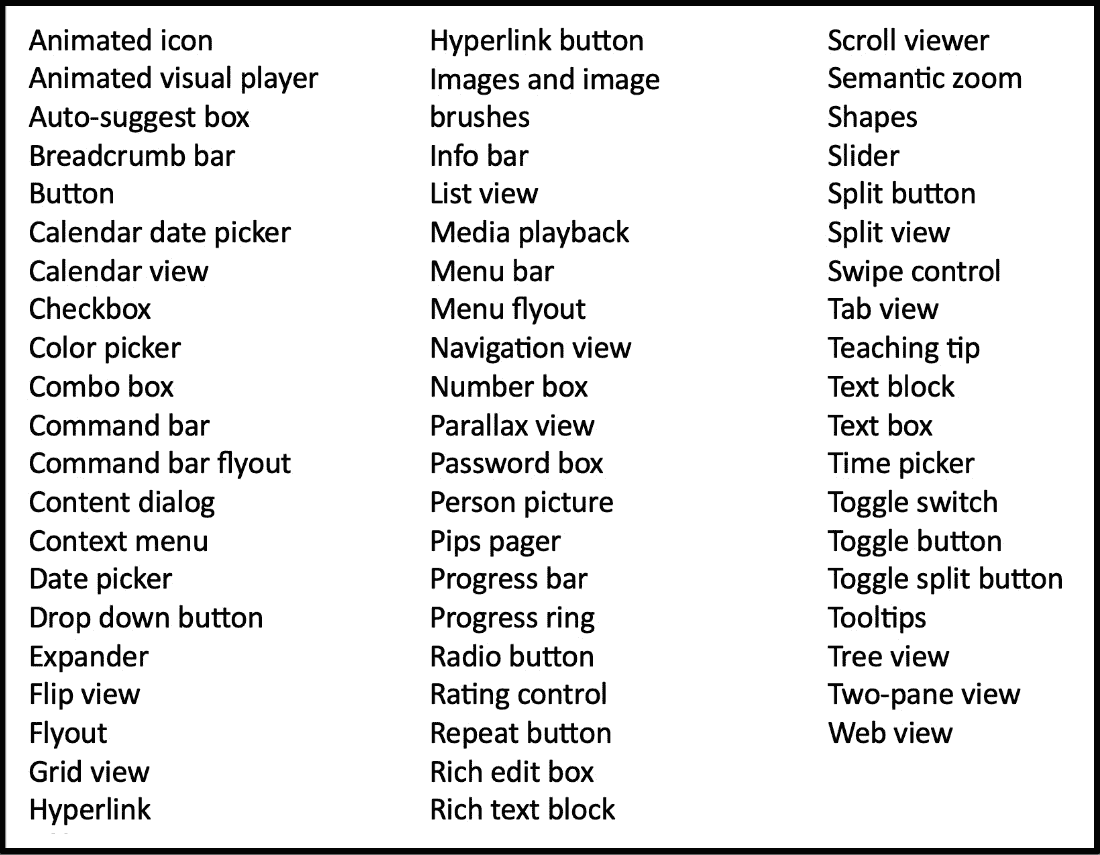 Animated icon
Animated visual player
Auto-suggest box
Breadcrumb bar
Button
Calendar date picker
Calendar view
Checkbox
Color picker
Combo box
Command bar
Command bar flyout
Content dialog
Context menu
Date picker
Drop down button
Expander
Flip view
Flyout
Grid view
Hyperlink
Hyperlink button
Images and image
brushes
Info bar
List view
Media playback
Menu bar
Menu flyout
Navigation view
Number box
Parallax view
Password box
Person picture
Pips pager
Progress bar
Progress ring
Radio button
Rating control
Repeat button
Rich edit box
Rich text block
Scroll viewer
Semantic zoom
Shapes
Slider
Split button
Split view
Swipe control
Tab view
Teaching tip
Text block
Text box
Time picker
Toggle switch
Toggle button
Toggle split button
Tooltips
Tree view
Two-pane view
Web view